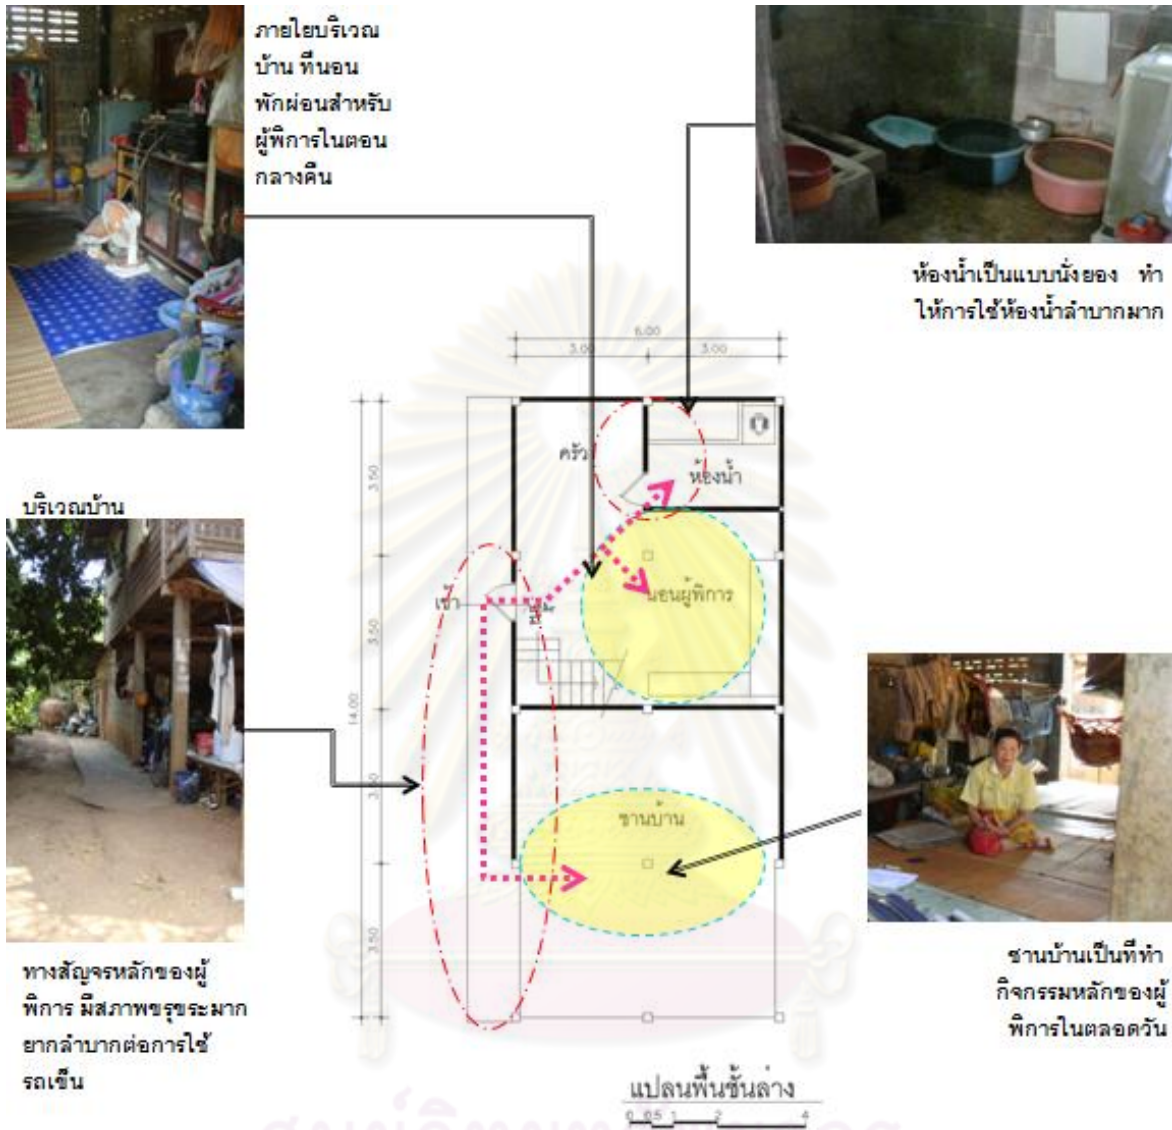 ภายไยบริเวณ
บ้าน ที่นอน
พักผ่อนสำหรับ
ผู้พิการในตอน
กลางคืน
ห้องน้ำเป็นแบบนั่งยอง ทำ
ให้การใช้ห้องน้ำลำบากมาก
6.00
3.00 3.00
ครัว
ห้องน้ำ
3.50
บริเวณบ้าน
เข้า
นอนผู้พิการ
3.50
14.00
3.50
ชานบ้าน
3.50
ทางสัญจรหลักของผู้
พิการ มีสภาพขรุขระมาก
ยากลำบากต่อการใช้
รถเข็น
ชานบ้านเป็นที่ทำ
กิจกรรมหลักของผู้
พิการในตลอดวัน
แปลนพื้นชั้นล่าง
0 0.5 1 2 4